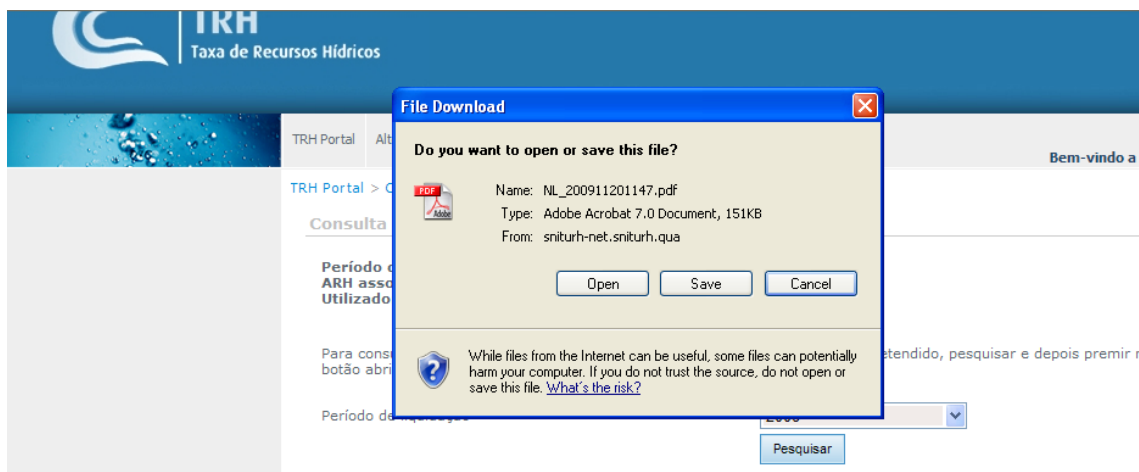 TRH
Taxa de Recursos Hídricos
File Download
Do you want to open or save this file?
Name: NL_200911201147.pdf
Type: Adobe Acrobat 7.0 Document, 151KB
From: sniturh-net.sniturh.qua
Open Save Cancel
While files from the Internet can be useful, some files can potentially
harm your computer. If you do not trust the source, do not open or
save this file. What's the risk?
PDF
Adobe
TRH Portal Alt
Bem-vindo a
TRH Portal >
Consulta
Período
ARH asso
Utilizado
Para cons etendido, pesquisar e depois premir
botão abri
Período de
Pesquisar